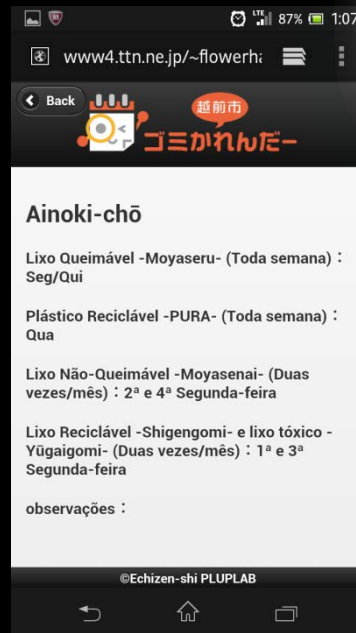 LTE 87% 1:07
www4.ttn.ne.jp/~flowerha
Back
越前市
ゴミかれんだー
Ainoki-chō
Lixo Queimável -Moyaseru- (Toda semana)：
Seg/Qui
Plástico Reciclável -PURA- (Toda semana)：
Qua
Lixo Não-Queimável -Moyasenai- (Duas
vezes/mês)：2ª e 4ª Segunda-feira
Lixo Reciclável -Shigengomi- e lixo tóxico -
Yūgaigomi- (Duas vezes/mês)：1ª e 3ª
Segunda-feira
observações：
©Echizen-shi PLUPLAB